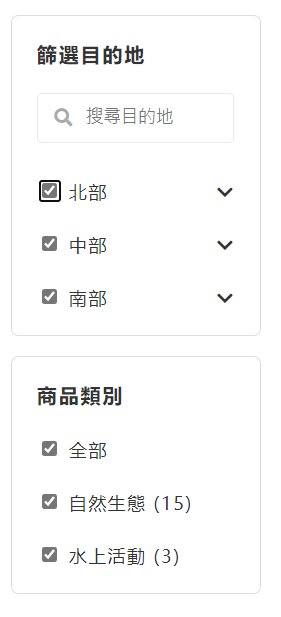 篩選目的地
搜尋目的地
北部
中部
南部
商品類別
全部
自然生態 (15)
水上活動 (3)